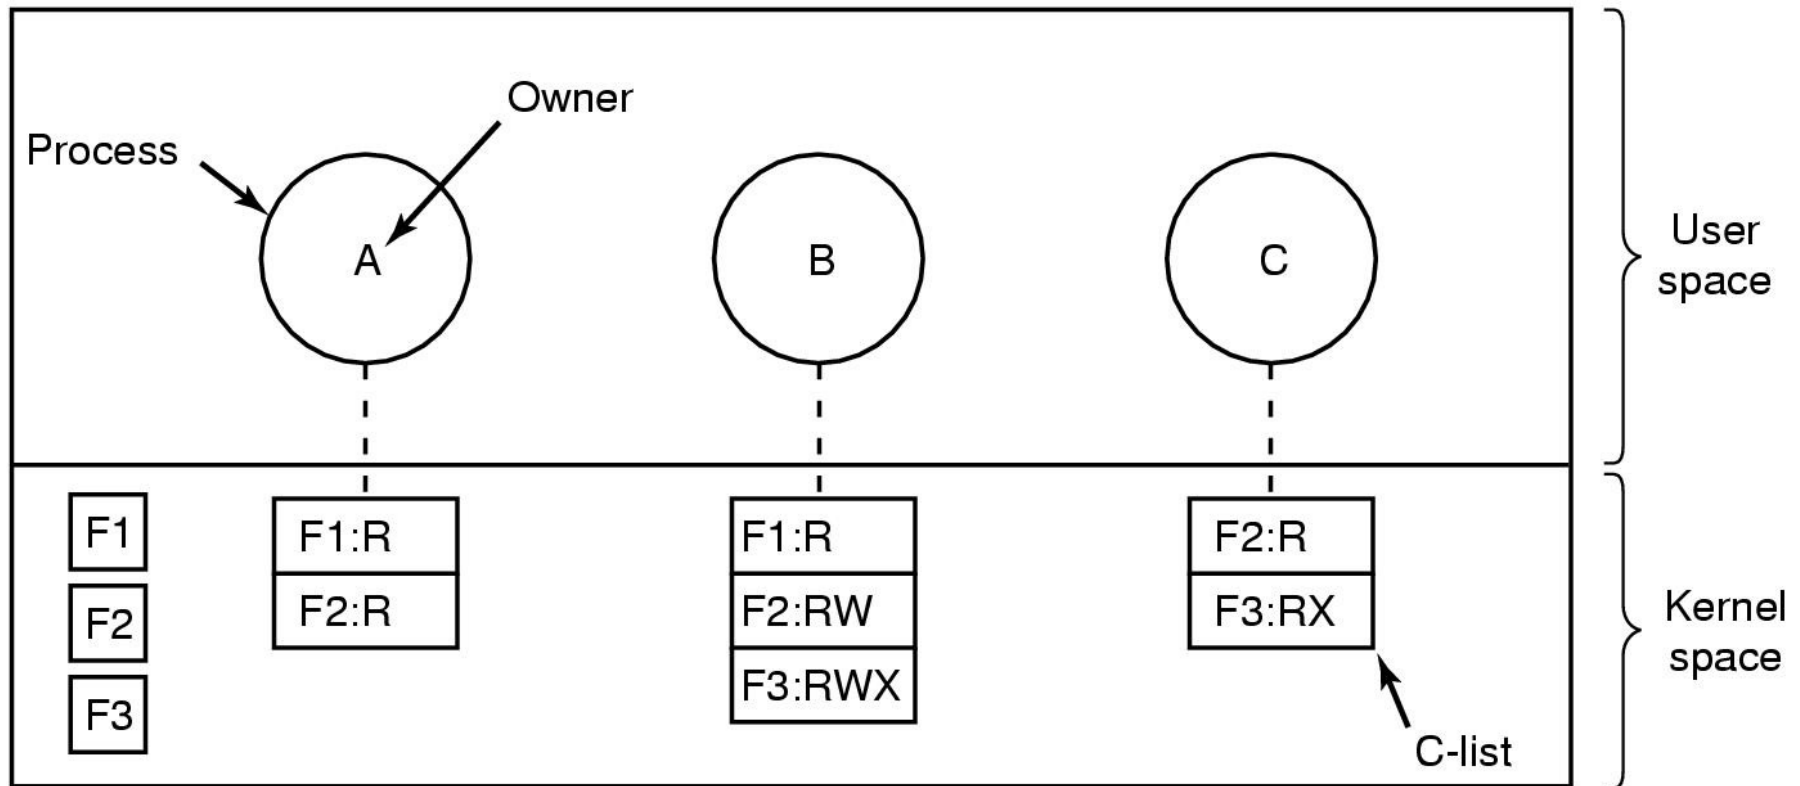 Owner
Process
A
B
C
User
space
F1
F2
F3
F1:R
F2:R
F1:R
F2:RW
F3:RWX
F2:R
F3:RX
C-list
Kernel
space